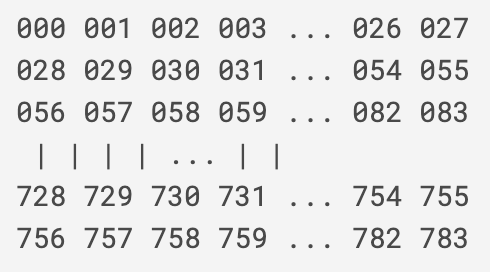 000 001 002 003 ... 026 027
028 029 030 031 ... 054 055
056 057 058 059 ... 082 083
| | | | ... | |
728 729 730 731 ... 754 755
756 757 758 759 ... 782 783